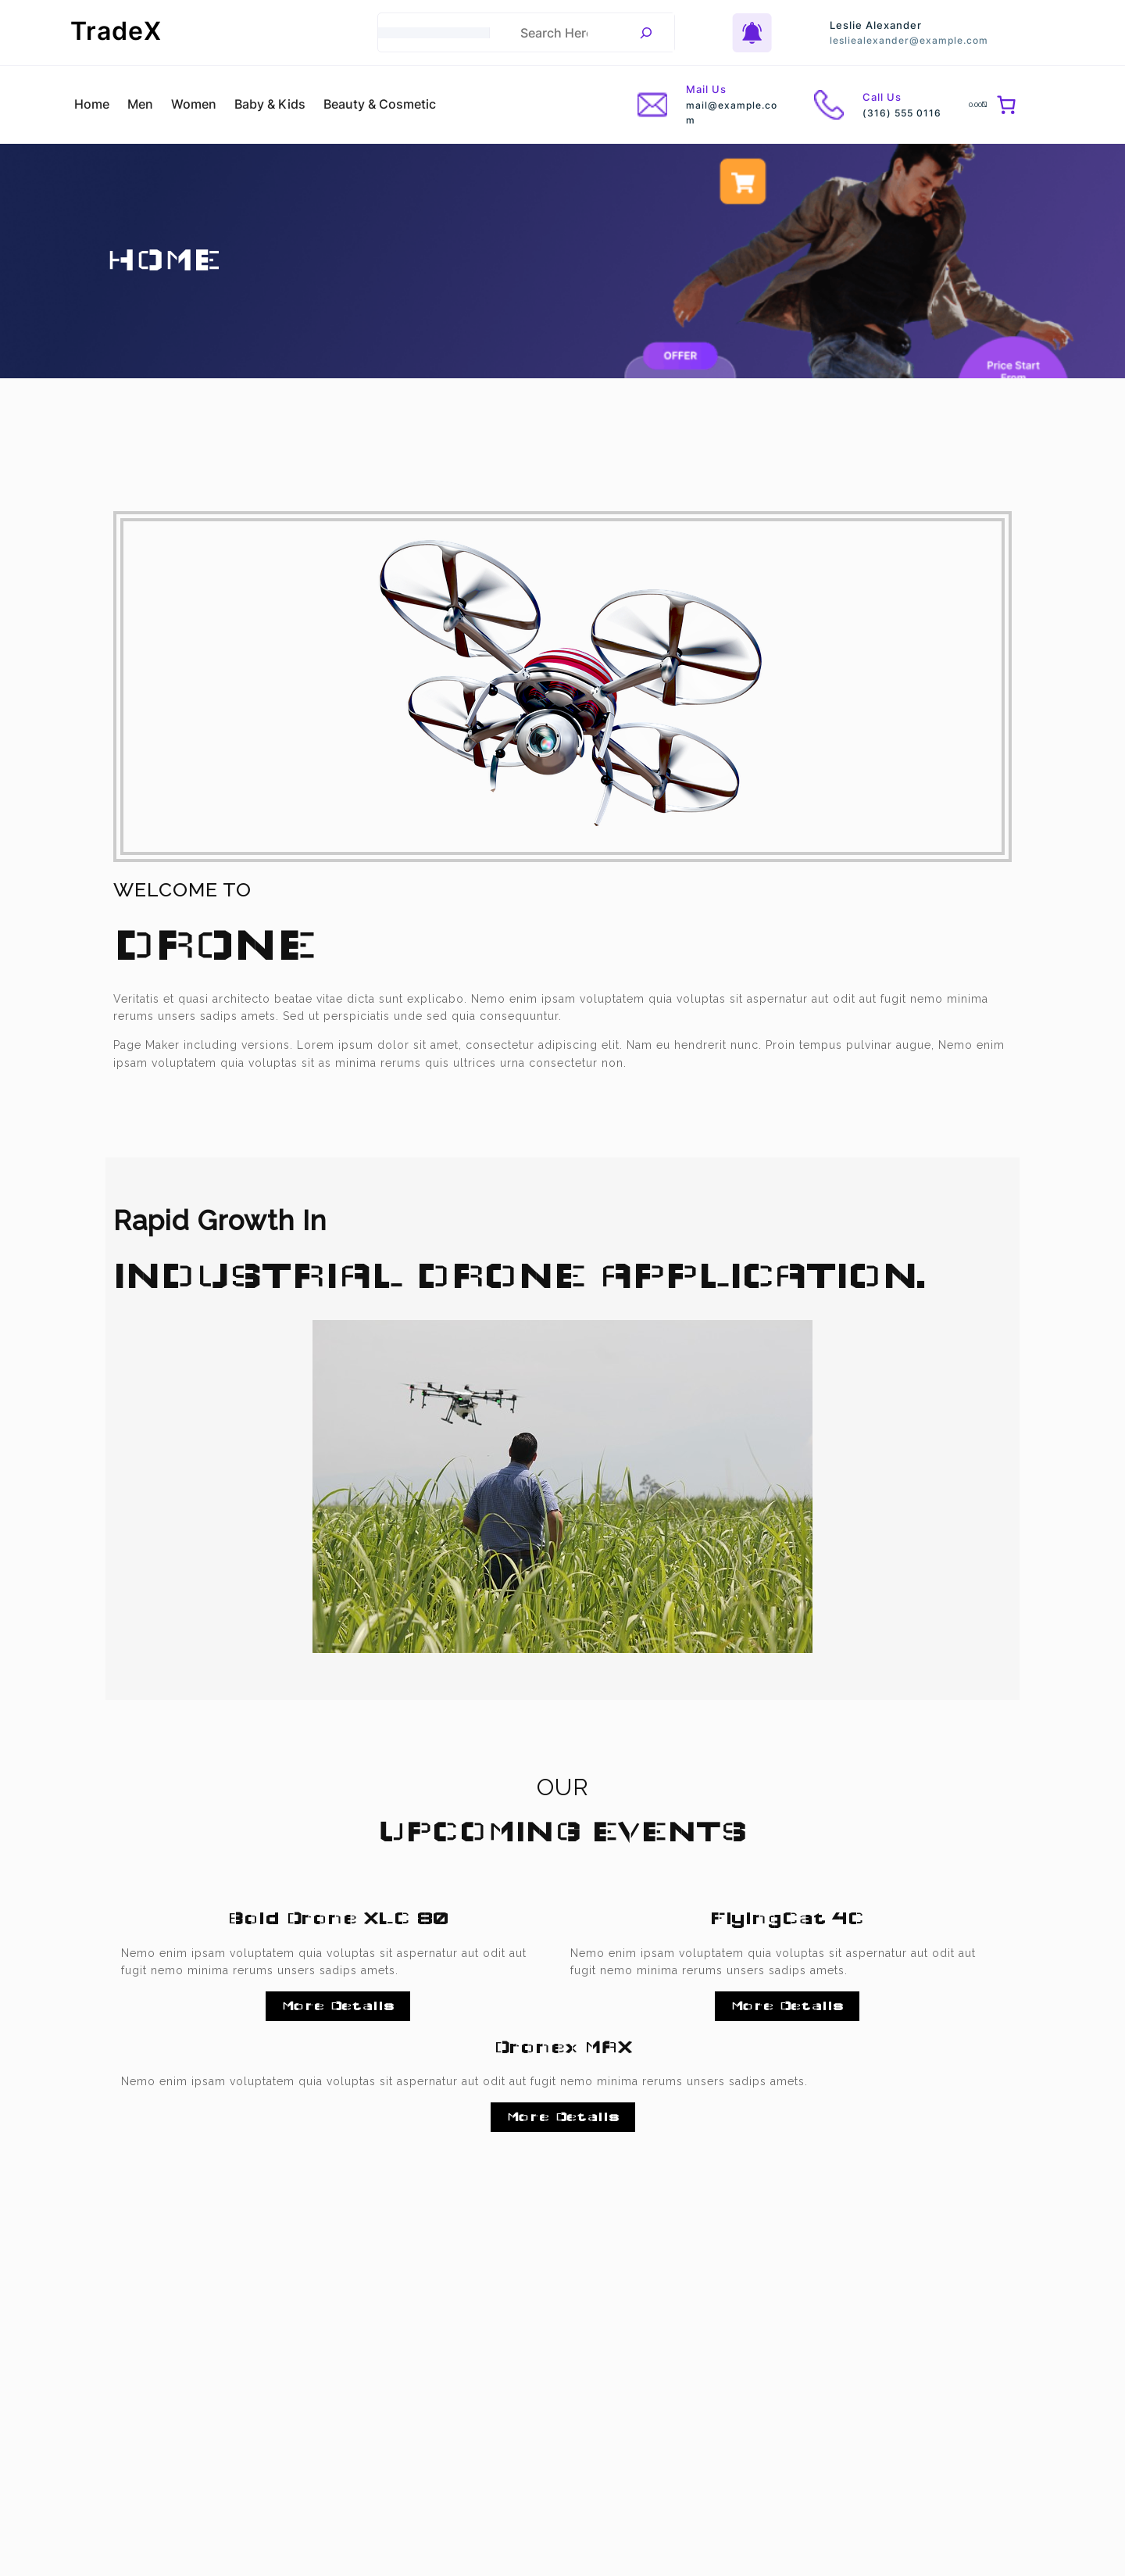 TradeX
Search Here
Leslie Alexander
lesliealexander@example.com
Home Men Women Baby & Kids Beauty & Cosmetic
Mail Us
mail@example.co
m
Call Us
(316) 555 0116
HOME
OFFER
Price Start
From
WELCOME TO
DRONE
Veritatis et quasi architecto beatae vitae dicta sunt explicabo. Nemo enim ipsam voluptatem quia voluptas sit aspernatur aut odit aut fugit nemo minima
rerums unsers sadips amets. Sed ut perspiciatis unde sed quia consequuntur.
Page Maker including versions. Lorem ipsum dolor sit amet, consectetur adipiscing elit. Nam eu hendrerit nunc. Proin tempus pulvinar augue, Nemo enim
ipsam voluptatem quia voluptas sit as minima rerums quis ultrices urna consectetur non.
Rapid Growth In
INDUSTRIAL DRONE APPLICATION.
OUR
UPCOMING EVENTS
Bold Drone XLC 80
Nemo enim ipsam voluptatem quia voluptas sit aspernatur aut odit aut
fugit nemo minima rerums unsers sadips amets.
More Details
FlyingCat 4C
Nemo enim ipsam voluptatem quia voluptas sit aspernatur aut odit aut
fugit nemo minima rerums unsers sadips amets.
More Details
Dronex MAX
Nemo enim ipsam voluptatem quia voluptas sit aspernatur aut odit aut fugit nemo minima rerums unsers sadips amets.
More Details